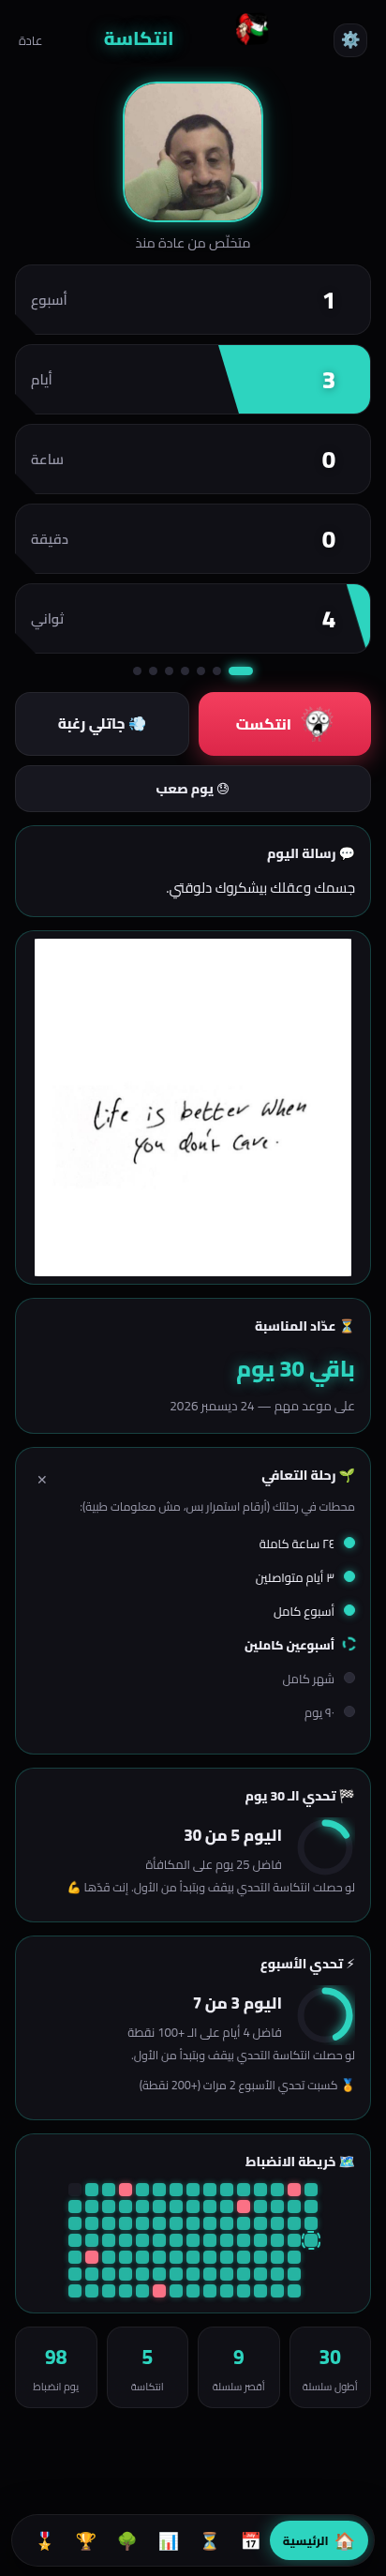 انتكاسة
عادة
متخلّص من عادة منذ
1 أسبوع
3 أيام
0 ساعة
0 دقيقة
4 ثواني
انتكست
جاتلي رغبة 💨
😓 يوم صعب
💬 رسالة اليوم
جسمك وعقلك بيشكروك دلوقتي.
life is better when
you don't care.
⏳ عدّاد المناسبة
باقي 30 يوم
على موعد مهم — 24 ديسمبر 2026
🌱 رحلة التعافي
×
محطات في رحلتك (أرقام استمرار بس، مش معلومات طبية):
٢٤ ساعة كاملة
٣ أيام متواصلين
أسبوع كامل
أسبوعين كاملين
شهر كامل
٩٠ يوم
🏁 تحدي الـ 30 يوم
اليوم 5 من 30
فاضل 25 يوم على المكافأة
لو حصلت انتكاسة التحدي بيقف ويتبدأ من الأول. إنت قدّها 💪
⚡ تحدي الأسبوع
اليوم 3 من 7
فاضل 4 أيام على الـ +100 نقطة
لو حصلت انتكاسة التحدي بيقف ويتبدأ من الأول.
🏅 كسبت تحدي الأسبوع 2 مرات (+200 نقطة)
🗺️ خريطة الانضباط
30 أطول سلسلة
9 أقصر سلسلة
5 انتكاسة
98 يوم انضباط
🏠 الرئيسية